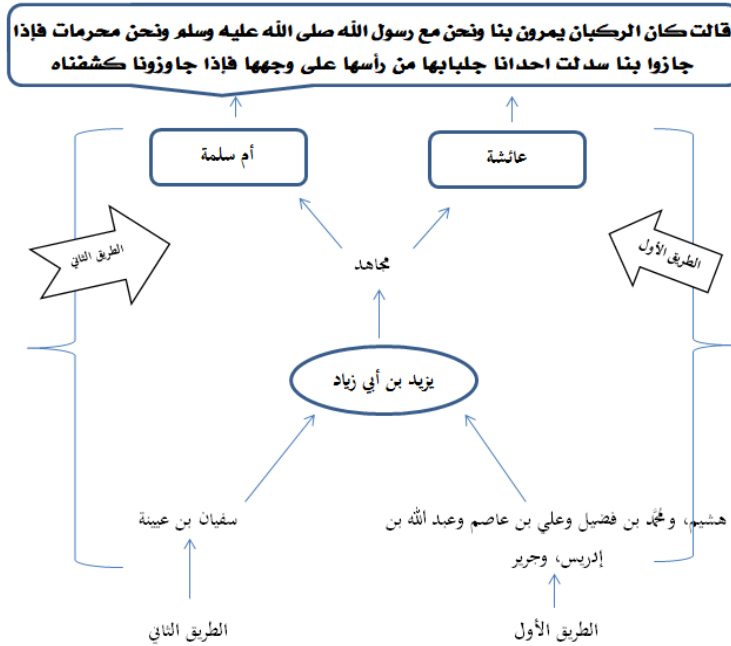 قالت كان الركبان يمرون بنا ونحن مع رسول الله صلى الله عليه وسلم ونحن محرمات فإذا
جازوا بنا سدلت احدانا جلبابها من رأسها على وجهها فإذا جاوزونا كشفناه
عائشة
أم سلمة
الطريق الأول
الطريق الثاني
مجاهد
يزيد بن أبي زياد
هشيم، ومحمَّد بن فضيل وعلي بن عاصم وعبد الله بن
إدريس، وجرير
سفيان بن عيينة
الطريق الأول
الطريق الثاني